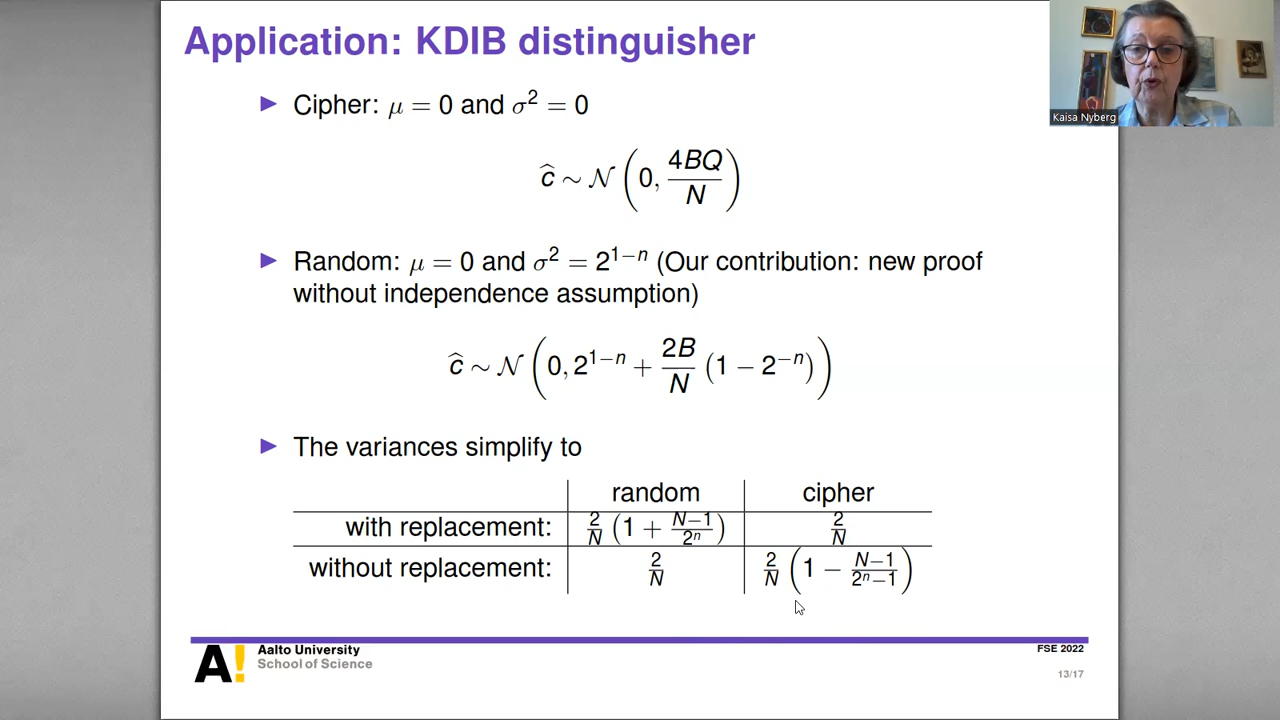 Application: KDIB distinguisher
Kaisa Nyberg
▶ Cipher: μ = 0 and σ² = 0
ĉ ∼ 𝒩 (0, 4BQ/N)
▶ Random: μ = 0 and σ² = 2^{1−n} (Our contribution: new proof
without independence assumption)
ĉ ∼ 𝒩 (0, 2^{1−n} + 2B/N (1 − 2^{−n}))
▶ The variances simplify to
random cipher
with replacement: 2/N (1 + (N−1)/2^n) 2/N
without replacement: 2/N 2/N (1 − (N−1)/(2^n−1))
A!
Aalto University
School of Science
FSE 2022
13/17